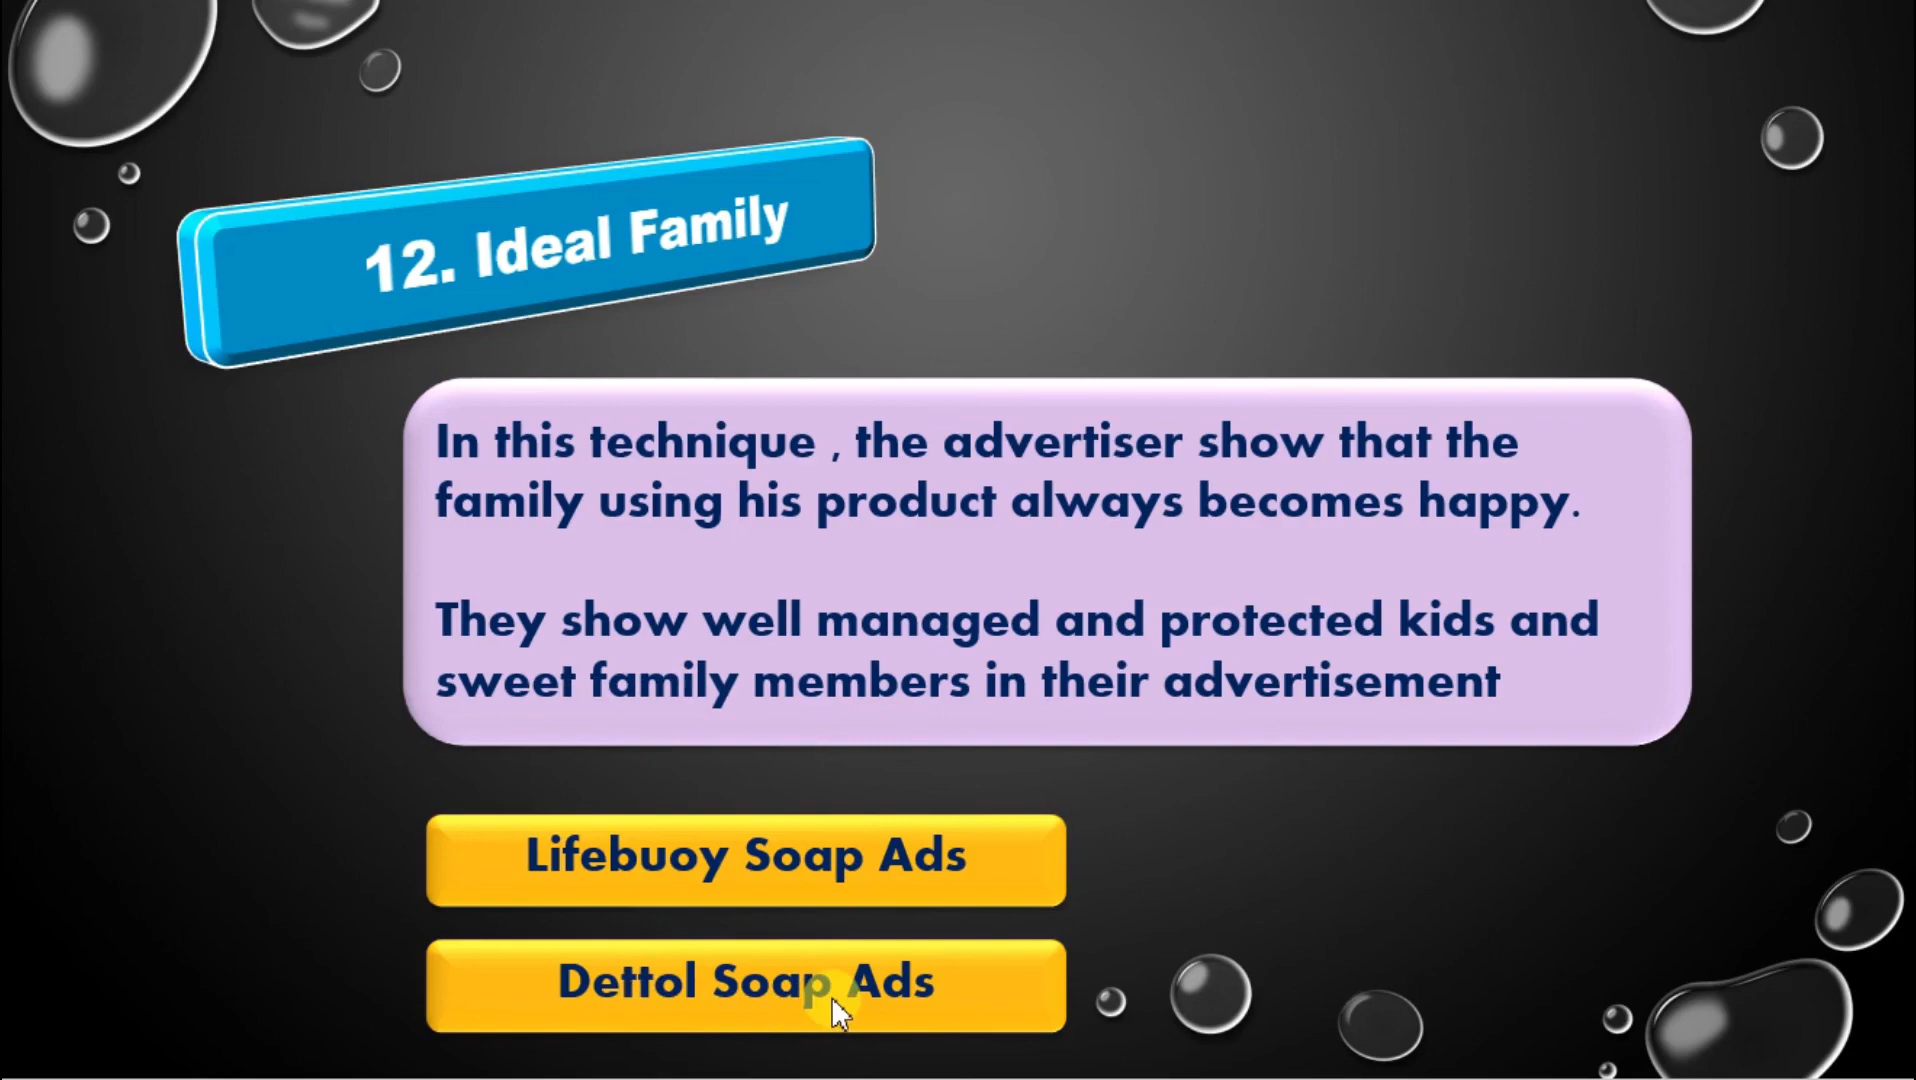 12. Ideal Family
In this technique , the advertiser show that the
family using his product always becomes happy.
They show well managed and protected kids and
sweet family members in their advertisement
Lifebuoy Soap Ads
Dettol Soap Ads